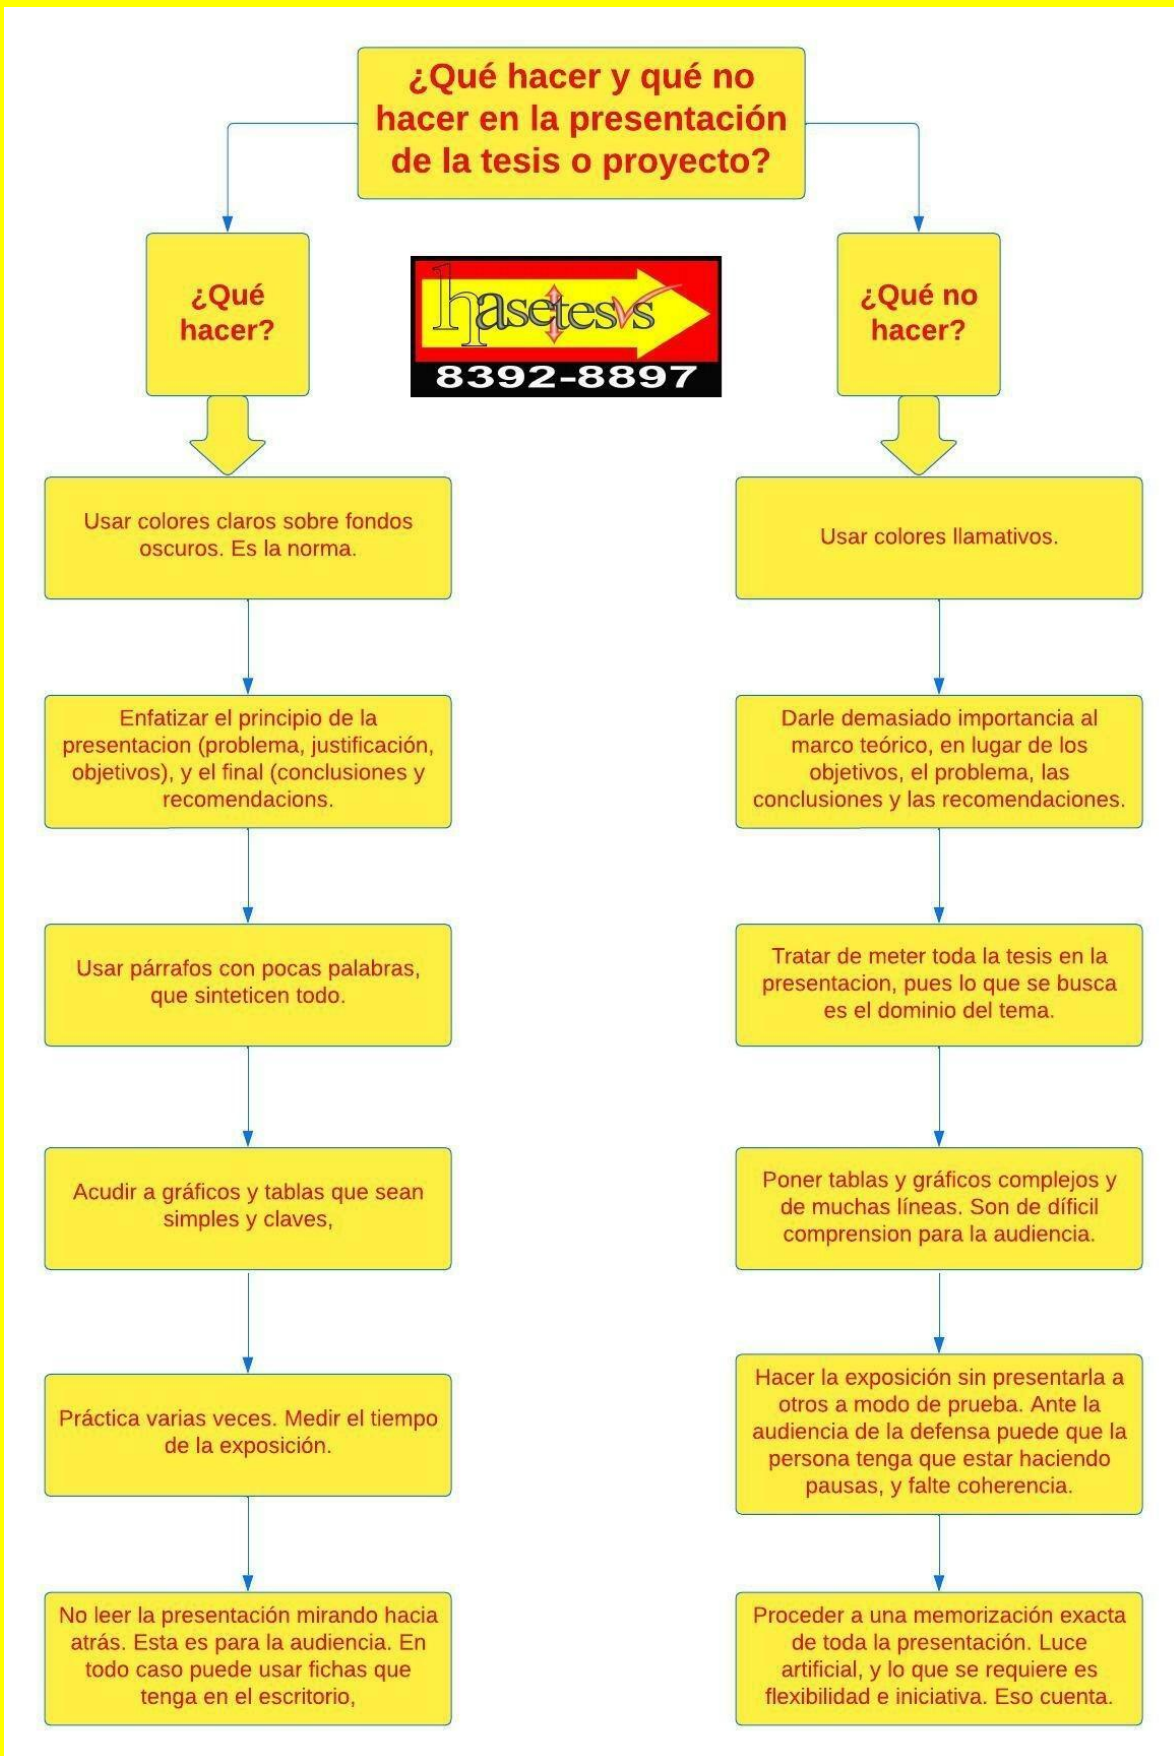 ¿Qué hacer y qué no
hacer en la presentación
de la tesis o proyecto?
¿Qué
hacer?
hasetesis
8392-8897
¿Qué no
hacer?
Usar colores claros sobre fondos
oscuros. Es la norma.
Enfatizar el principio de la
presentacion (problema, justificación,
objetivos), y el final (conclusiones y
recomendacions.
Usar párrafos con pocas palabras,
que sinteticen todo.
Acudir a gráficos y tablas que sean
simples y claves,
Práctica varias veces. Medir el tiempo
de la exposición.
No leer la presentación mirando hacia
atrás. Esta es para la audiencia. En
todo caso puede usar fichas que
tenga en el escritorio,
Usar colores llamativos.
Darle demasiado importancia al
marco teórico, en lugar de los
objetivos, el problema, las
conclusiones y las recomendaciones.
Tratar de meter toda la tesis en la
presentacion, pues lo que se busca
es el dominio del tema.
Poner tablas y gráficos complejos y
de muchas líneas. Son de díficil
comprension para la audiencia.
Hacer la exposición sin presentarla a
otros a modo de prueba. Ante la
audiencia de la defensa puede que la
persona tenga que estar haciendo
pausas, y falte coherencia.
Proceder a una memorización exacta
de toda la presentación. Luce
artificial, y lo que se requiere es
flexibilidad e iniciativa. Eso cuenta.